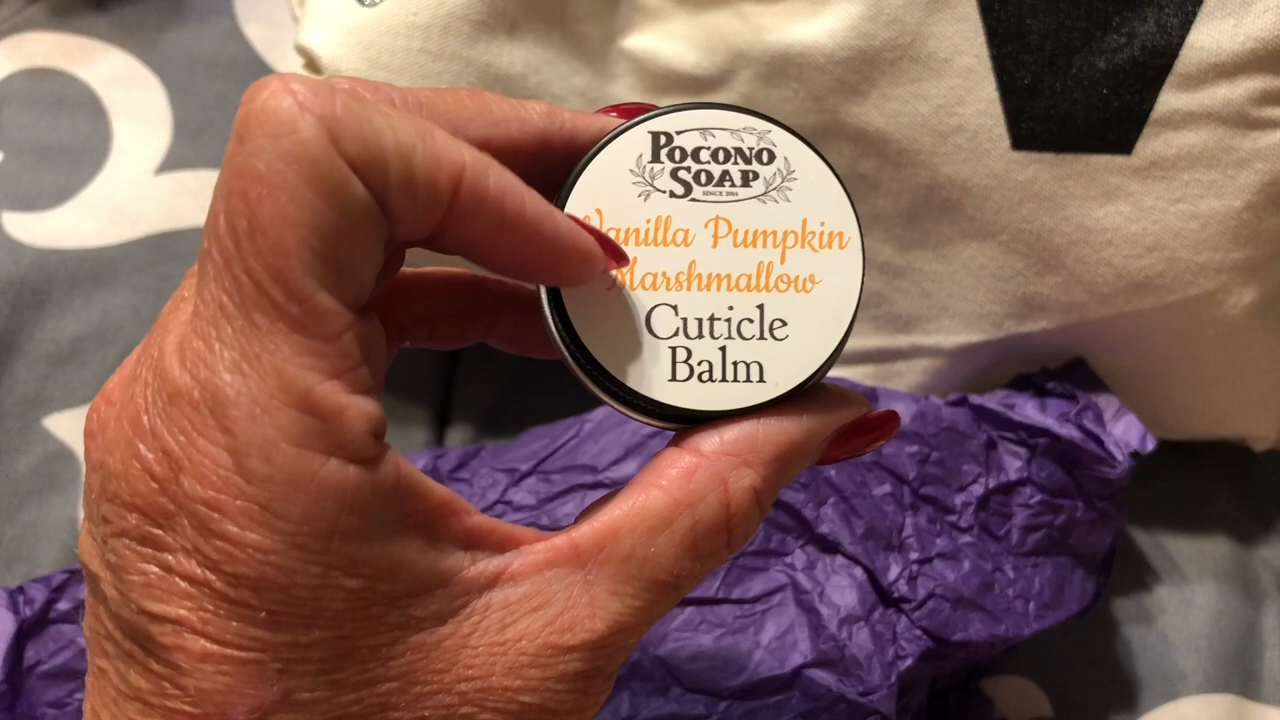 POCONO
SOAP
SINCE 2014
Vanilla Pumpkin
Marshmallow
Cuticle
Balm